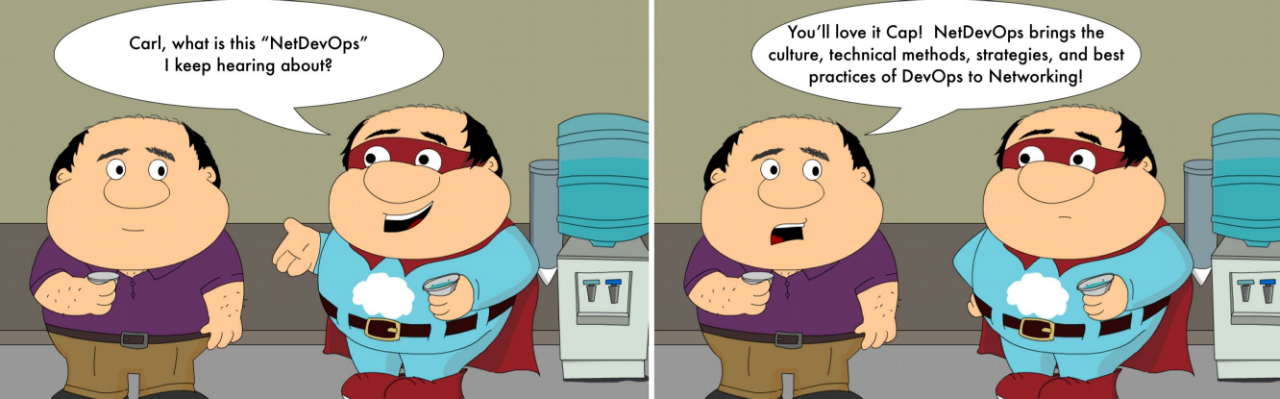 Carl, what is this “NetDevOps”
I keep hearing about?
You’ll love it Cap!  NetDevOps brings the
culture, technical methods, strategies, and best
practices of DevOps to Networking!